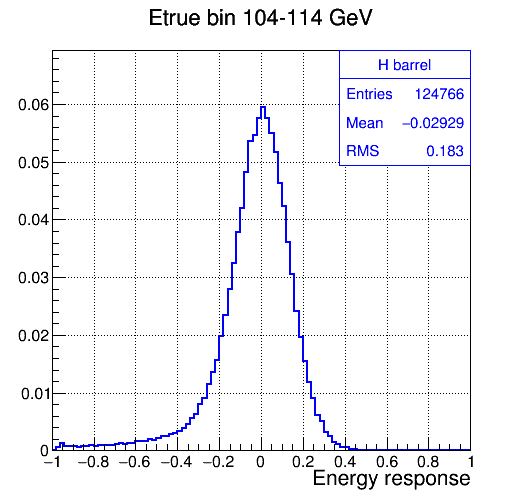 Etrue bin 104-114 GeV
H barrel
Entries 124766
Mean −0.02929
RMS 0.183
0.06
0.05
0.04
0.03
0.02
0.01
0
−1 −0.8 −0.6 −0.4 −0.2 0 0.2 0.4 0.6 0.8 1
Energy response